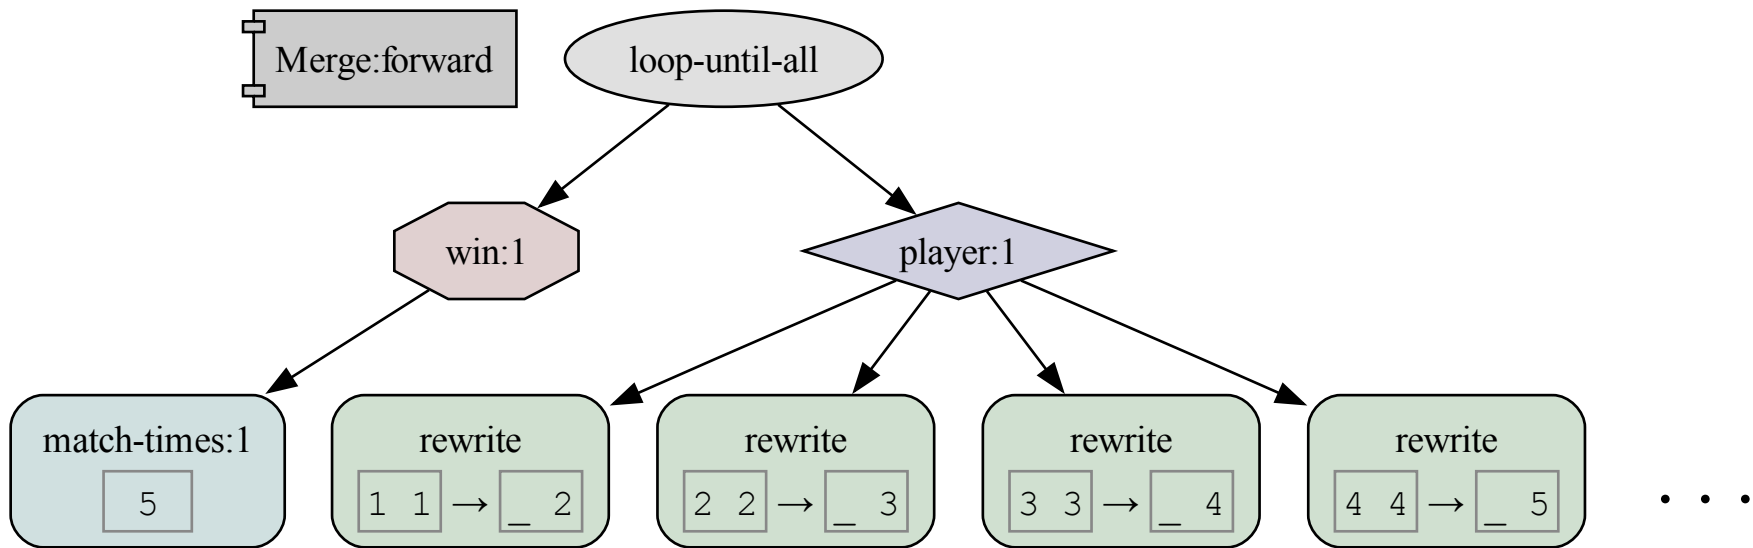 Merge:forward
loop-until-all
win:1
player:1
match-times:1
5
rewrite
1 1 → _ 2
rewrite
2 2 → _ 3
rewrite
3 3 → _ 4
rewrite
4 4 → _ 5
. . .